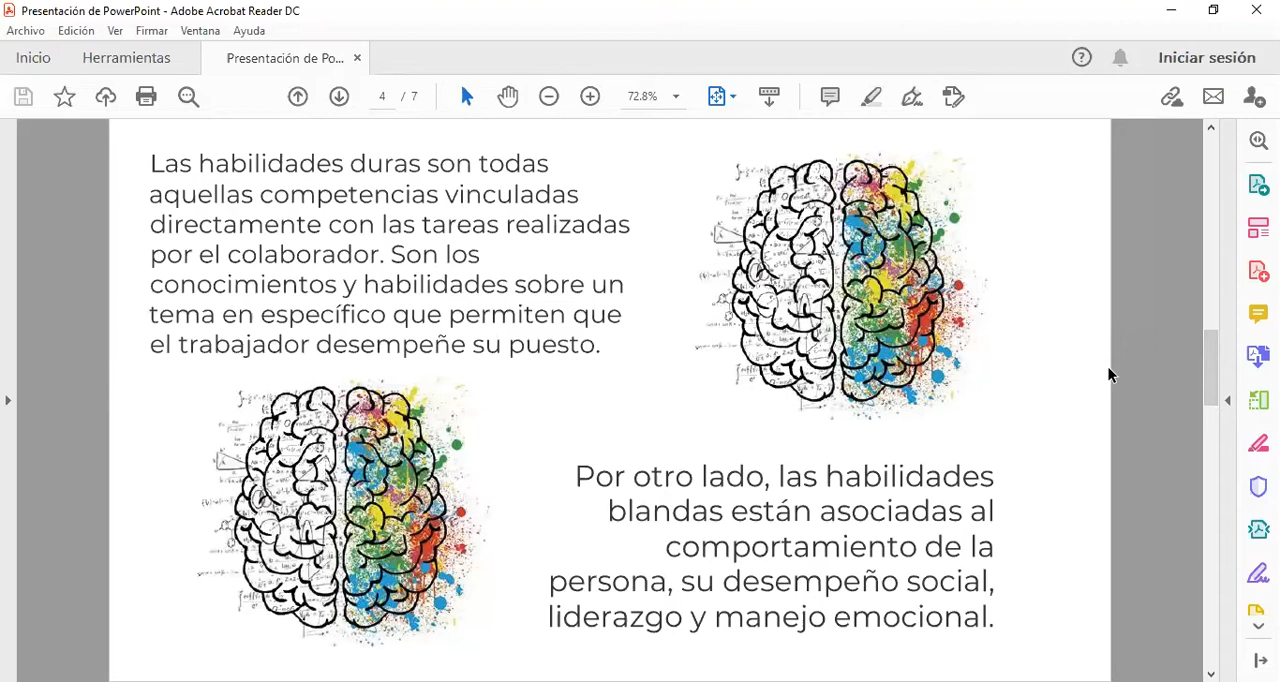 Presentación de PowerPoint - Adobe Acrobat Reader DC
Archivo Edición Ver Firmar Ventana Ayuda
Inicio Herramientas Presentación de Po... Iniciar sesión
4 / 7 72.8%
Las habilidades duras son todas
aquellas competencias vinculadas
directamente con las tareas realizadas
por el colaborador. Son los
conocimientos y habilidades sobre un
tema en específico que permiten que
el trabajador desempeñe su puesto.
Por otro lado, las habilidades
blandas están asociadas al
comportamiento de la
persona, su desempeño social,
liderazgo y manejo emocional.